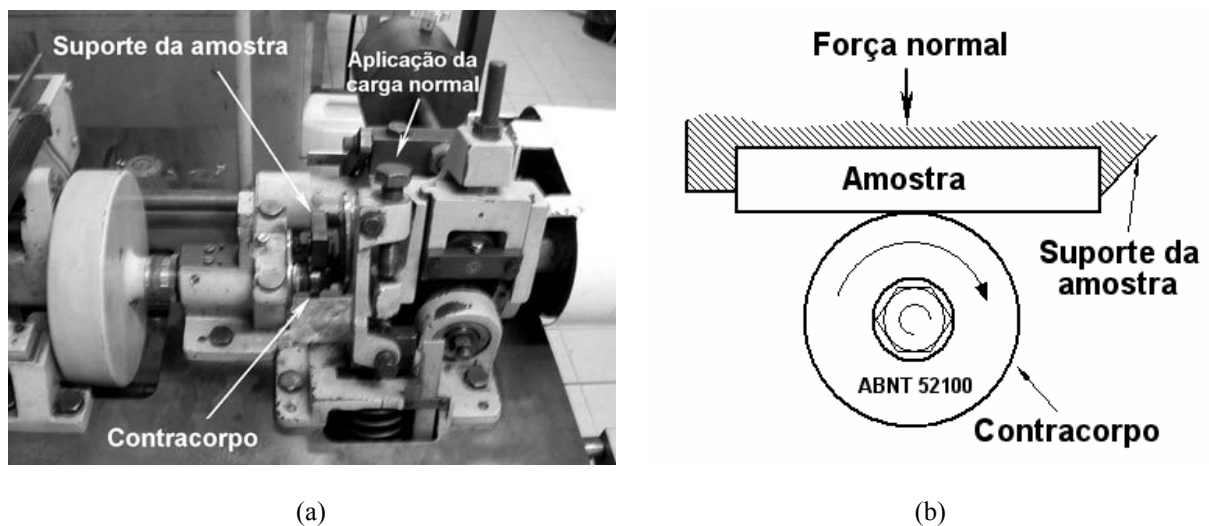 Suporte da amostra
Aplicação da
carga normal
Contracorpo
(a)
Força normal
Amostra
Suporte da
amostra
ABNT 52100
Contracorpo
(b)